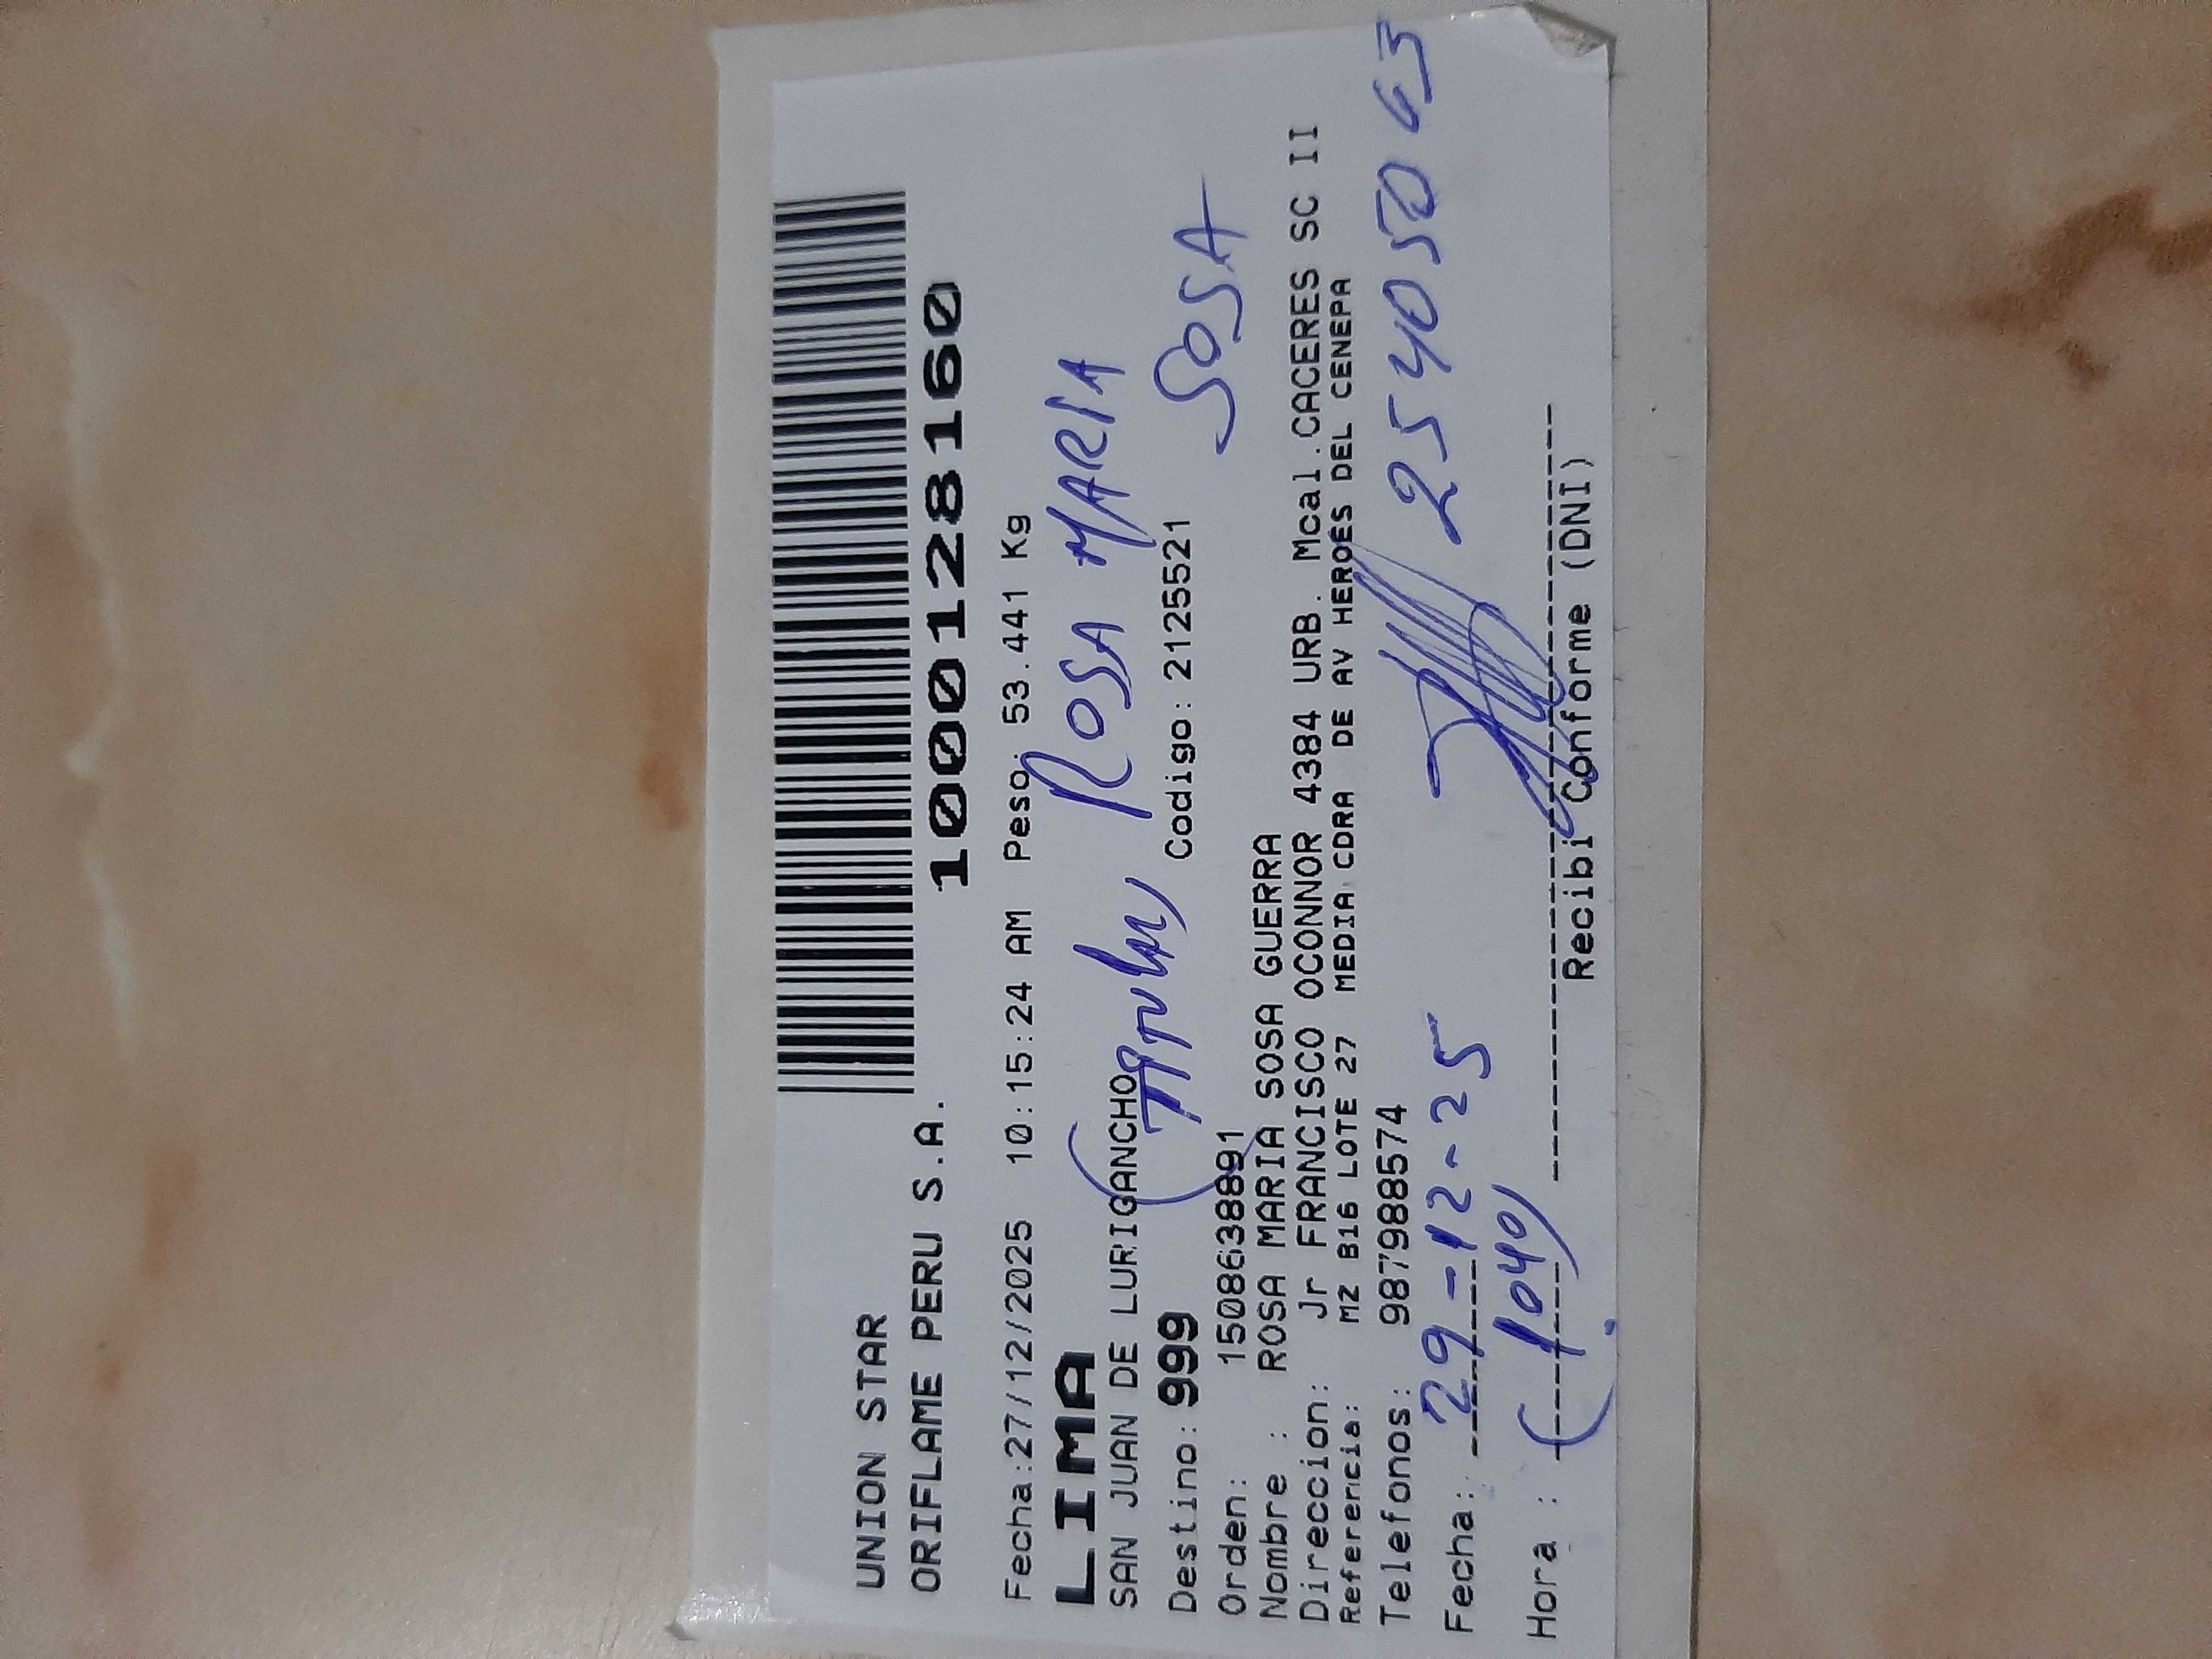 UNION STAR
ORIFLAME PERU S.A.
1000128160
Fecha:27/12/2025 10:15:24 AM Peso: 53.441 Kg
LIMA
SAN JUAN DE LURIGANCHO
(Titular) ROSA MARIA
SOSA
Destino: 999 Codigo: 2125521
Orden: 15086388891
Nombre : ROSA MARIA SOSA GUERRA
Direccion: Jr FRANCISCO OCONNOR 4384 URB. Mcal.CACERES SC II
Referencia: MZ B16 LOTE 27 MEDIA CDRA DE AV HEROES DEL CENEPA
Telefonos: 987988574
Fecha: 29-12-25 25405063
Hora : (1040)
Recibi Conforme (DNI)